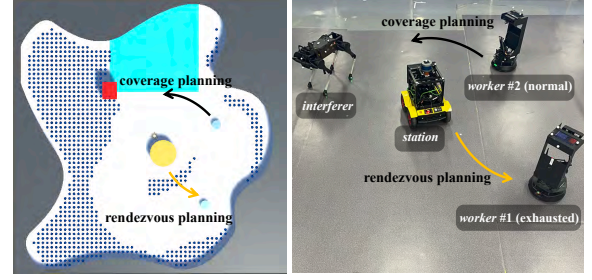 coverage planning
rendezvous planning
coverage planning
interferer
worker #2 (normal)
station
rendezvous planning
worker #1 (exhausted)